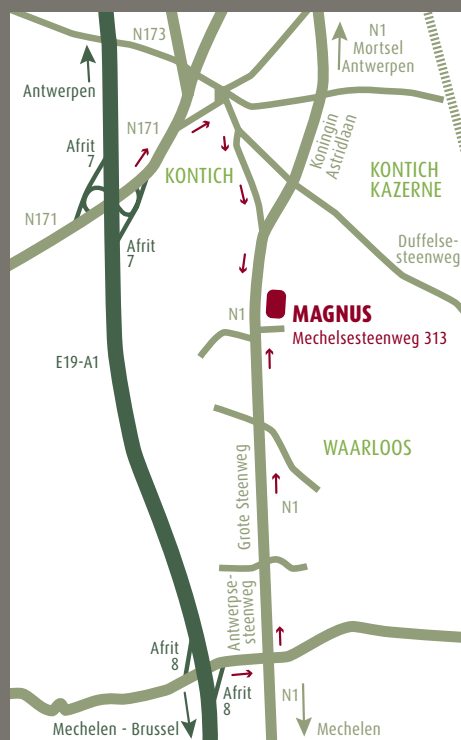 N173
N1
Mortsel
Antwerpen
Antwerpen
N171
Afrit
7
KONTICH
Koningin
Astridlaan
KONTICH
KAZERNE
N171
Afrit
7
Duffelse-
steenweg
N1
MAGNUS
Mechelsesteenweg 313
E19-A1
WAARLOOS
Grote Steenweg
N1
Antwerpse-
steenweg
Afrit
8
Afrit
8
N1
Mechelen - Brussel
Mechelen